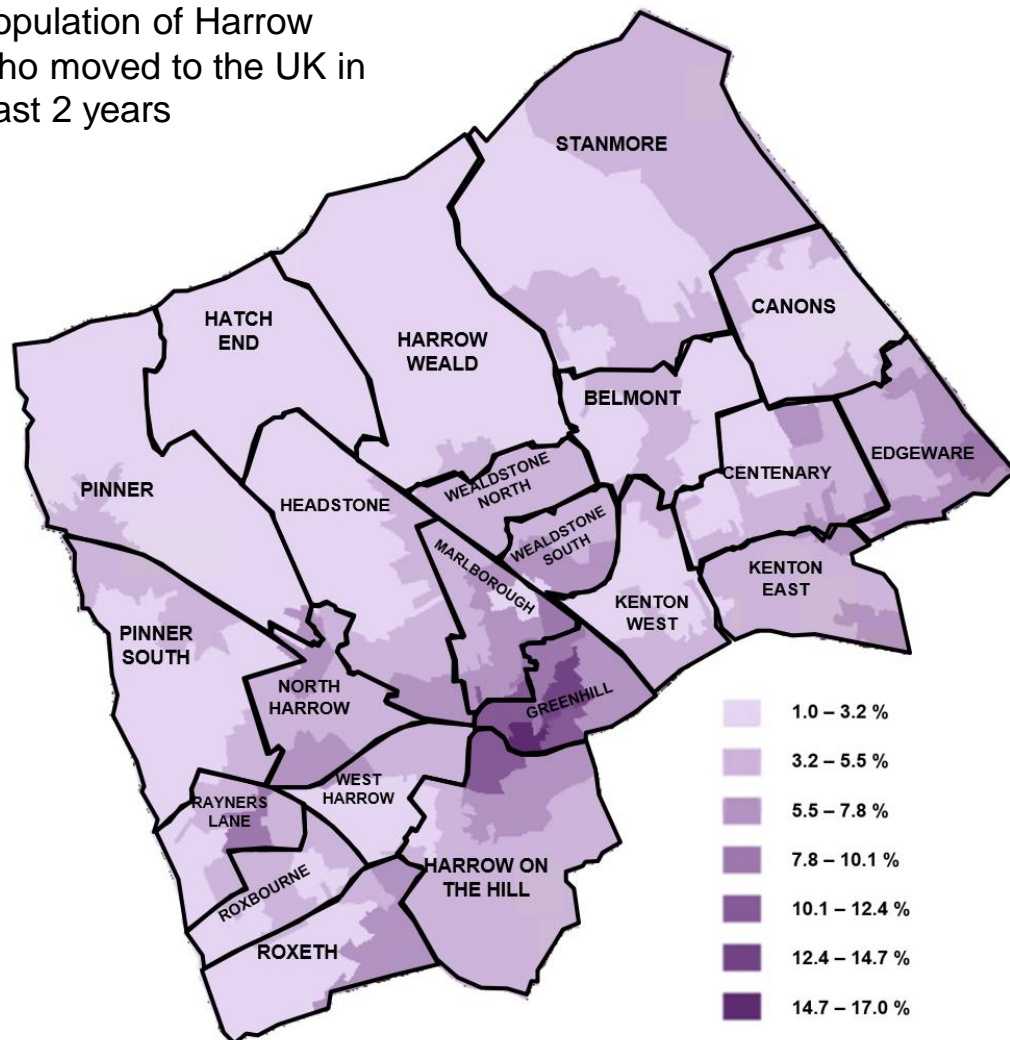 opulation of Harrow
ho moved to the UK in
ast 2 years
STANMORE
CANONS
HATCH
END
HARROW
WEALD
BELMONT
EDGEWARE
CENTENARY
PINNER
HEADSTONE
WEALDSTONE
NORTH
WEALDSTONE
SOUTH
MARLBOROUGH
KENTON
EAST
KENTON
WEST
PINNER
SOUTH
NORTH
HARROW
GREENHILL
WEST
HARROW
RAYNERS
LANE
HARROW ON
THE HILL
ROXBOURNE
ROXETH
1.0 – 3.2 %
3.2 – 5.5 %
5.5 – 7.8 %
7.8 – 10.1 %
10.1 – 12.4 %
12.4 – 14.7 %
14.7 – 17.0 %